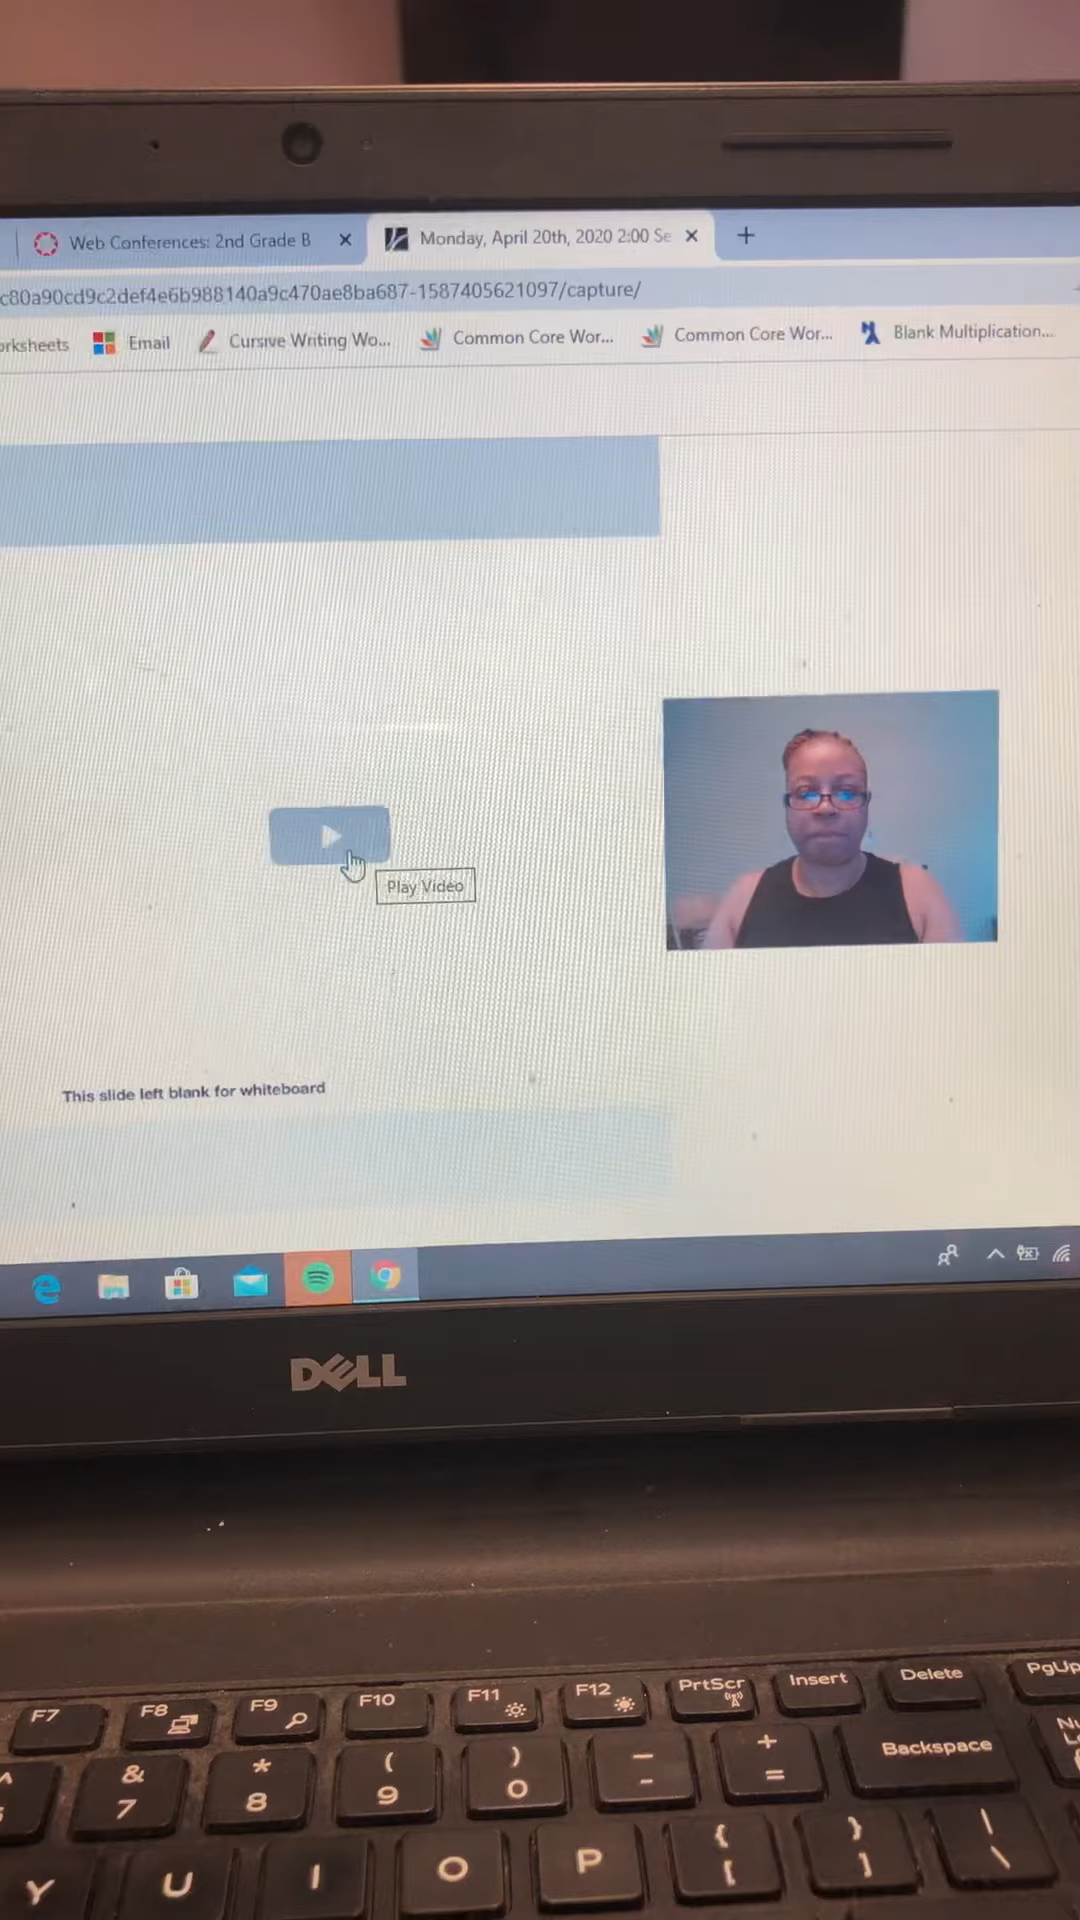 Web Conferences: 2nd Grade B
Monday, April 20th, 2020 2:00 Se
c80a90cd9c2def4e6b988140a9c470ae8ba687-1587405621097/capture/
orksheets Email Cursive Writing Wo... Common Core Wor... Common Core Wor... Blank Multiplication...
Play Video
This slide left blank for whiteboard
DELL
F7 F8 F9 F10 F11 F12 PrtScr Insert Delete PgUp
& 7 * 8 ( 9 ) 0 — - + = Backspace
Y U I O P { [ } ] | \